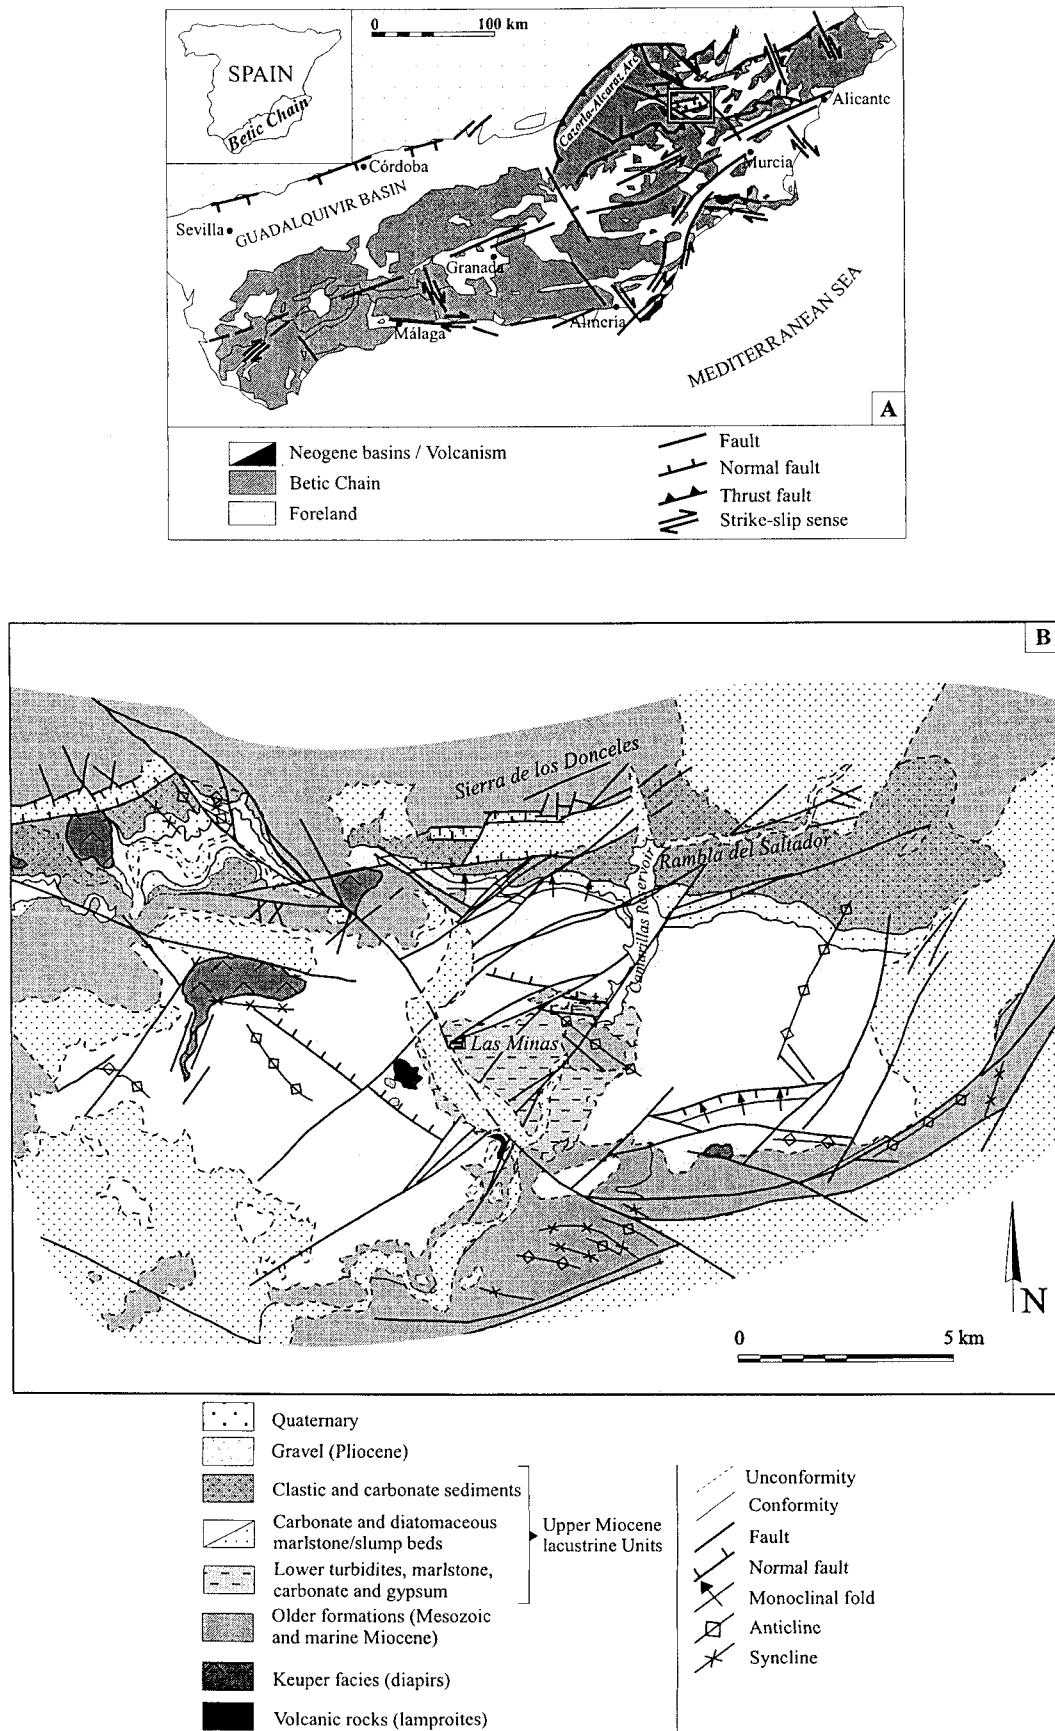 0 100 km
SPAIN
Betic Chain
Cazorla-Alcaraz Arc
Alicante
Córdoba
Murcia
Sevilla
GUADALQUIVIR BASIN
Granada
Almería
Málaga
MEDITERRANEAN SEA
A
Neogene basins / Volcanism
Betic Chain
Foreland
Fault
Normal fault
Thrust fault
Strike-slip sense
B
Sierra de los Donceles
Rambla del Saltador
Camarillas Reservoir
Las Minas
N
0 5 km
Quaternary
Gravel (Pliocene)
Clastic and carbonate sediments
Carbonate and diatomaceous
marlstone/slump beds
Lower turbidites, marlstone,
carbonate and gypsum
Upper Miocene
lacustrine Units
Older formations (Mesozoic
and marine Miocene)
Keuper facies (diapirs)
Volcanic rocks (lamproites)
Unconformity
Conformity
Fault
Normal fault
Monoclinal fold
Anticline
Syncline